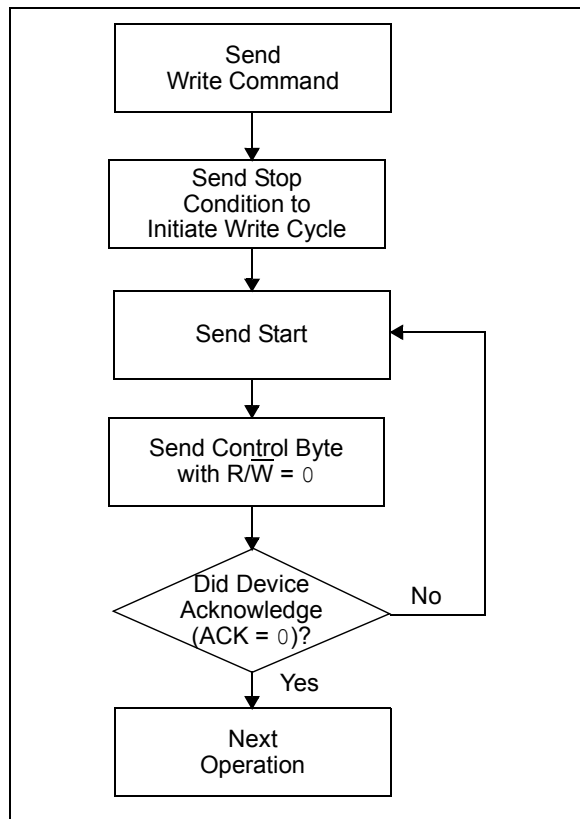 Send
Write Command
Send Stop
Condition to
Initiate Write Cycle
Send Start
Send Control Byte
with R/W̅ = 0
Did Device
Acknowledge
(ACK = 0)?
No
Yes
Next
Operation